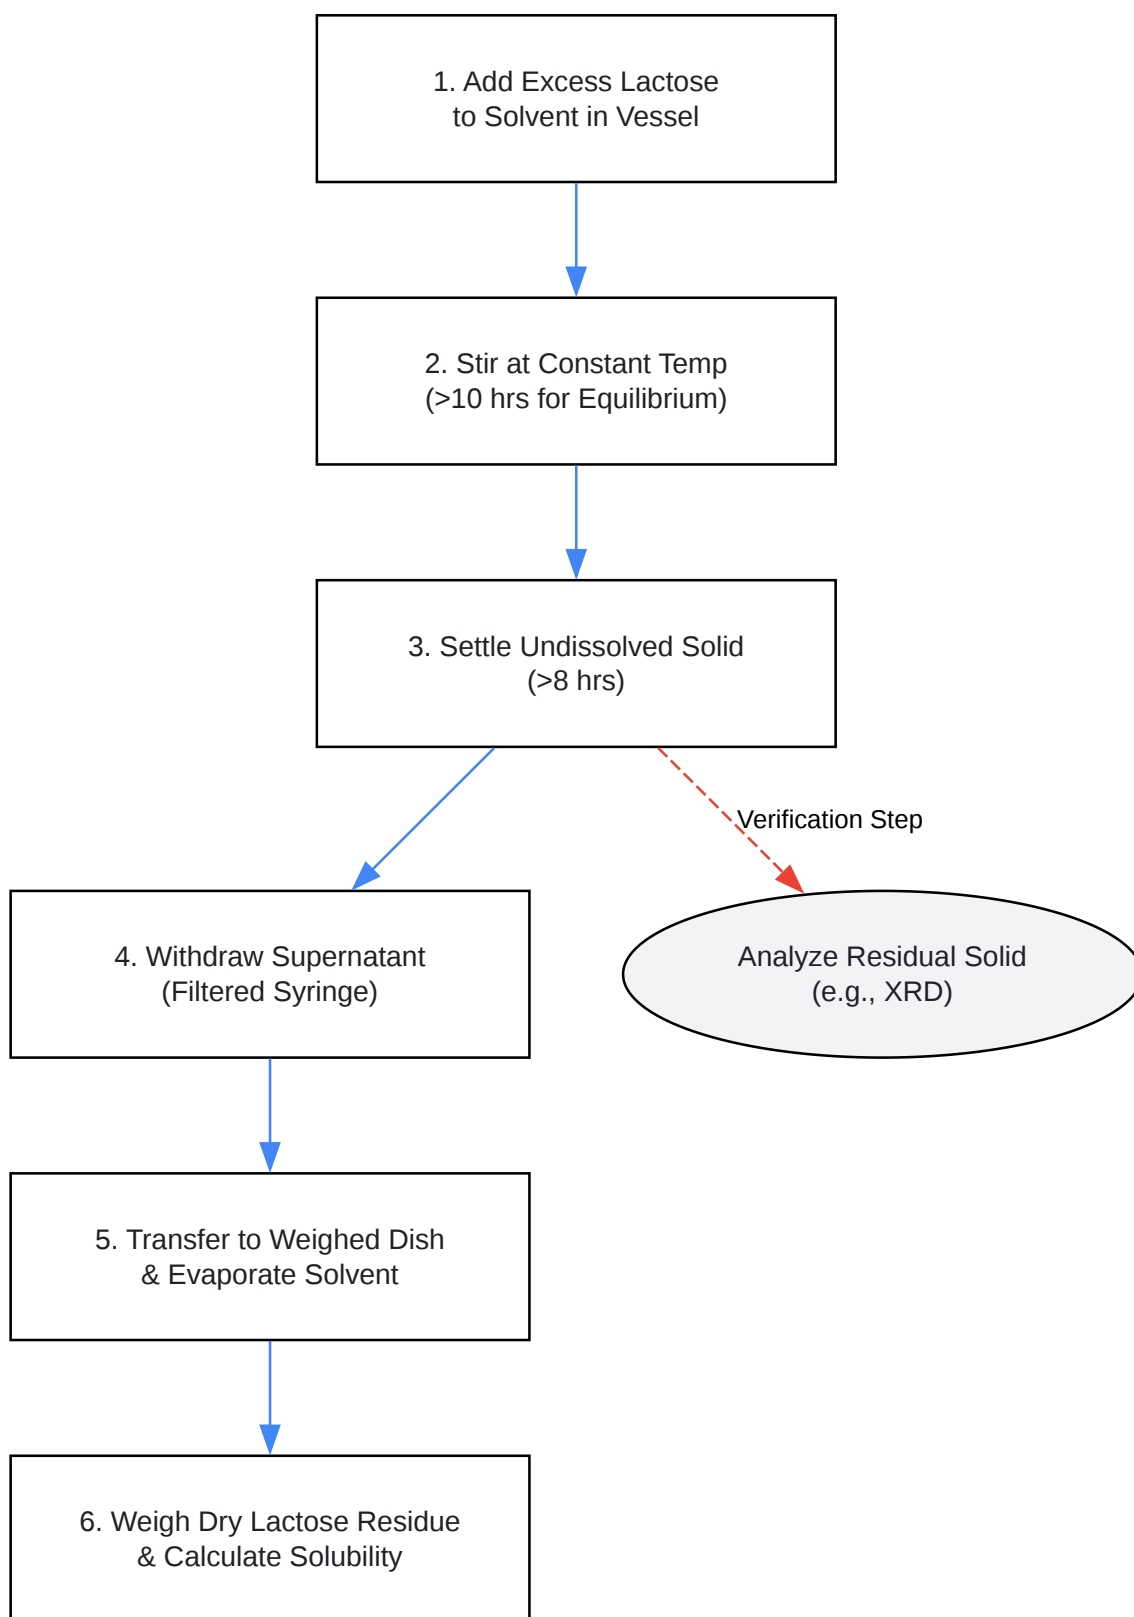 1. Add Excess Lactose
to Solvent in Vessel
2. Stir at Constant Temp
(>10 hrs for Equilibrium)
3. Settle Undissolved Solid
(>8 hrs)
Verification Step
4. Withdraw Supernatant
(Filtered Syringe)
Analyze Residual Solid
(e.g., XRD)
5. Transfer to Weighed Dish
& Evaporate Solvent
6. Weigh Dry Lactose Residue
& Calculate Solubility